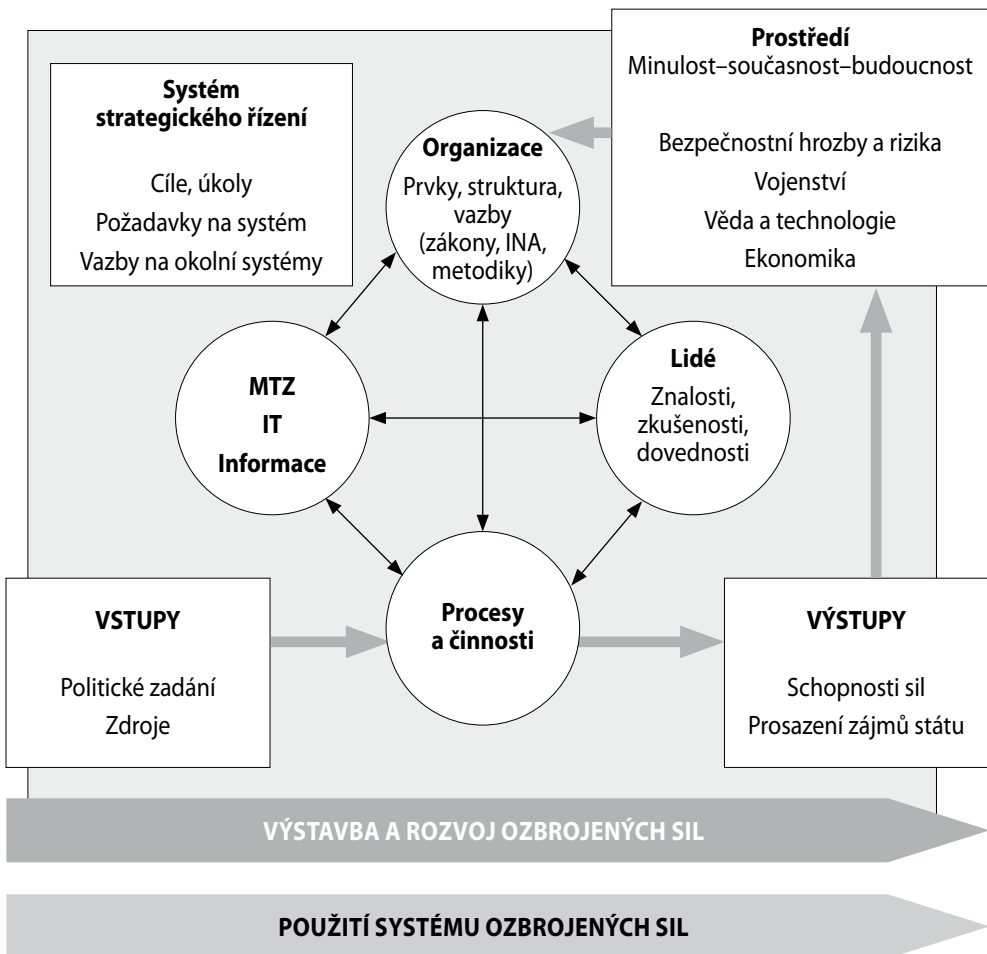 Systém
strategického řízení
Cíle, úkoly
Požadavky na systém
Vazby na okolní systémy
Organizace
Prvky, struktura,
vazby
(zákony, INA,
metodiky)
Prostředí
Minulost–současnost–budoucnost
Bezpečnostní hrozby a rizika
Vojenství
Věda a technologie
Ekonomika
MTZ
IT
Informace
Lidé
Znalosti,
zkušenosti,
dovednosti
VSTUPY
Politické zadání
Zdroje
Procesy
a činnosti
VÝSTUPY
Schopnosti sil
Prosazení zájmů státu
VÝSTAVBA A ROZVOJ OZBROJENÝCH SIL
POUŽITÍ SYSTÉMU OZBROJENÝCH SIL